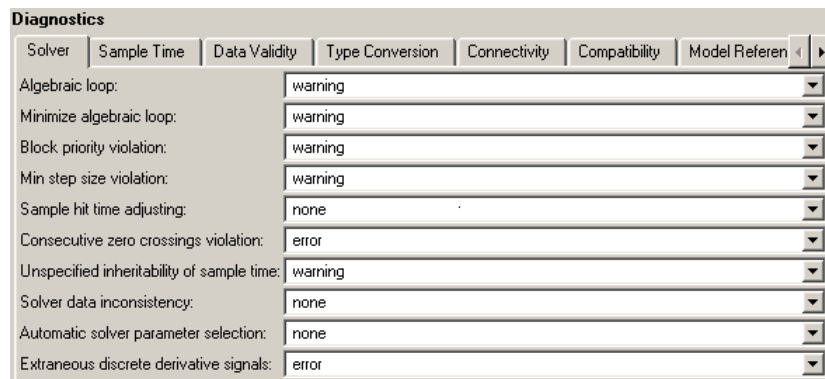 Diagnostics
Solver Sample Time Data Validity Type Conversion Connectivity Compatibility Model Referen
Algebraic loop: warning
Minimize algebraic loop: warning
Block priority violation: warning
Min step size violation: warning
Sample hit time adjusting: none
Consecutive zero crossings violation: error
Unspecified inheritability of sample time: warning
Solver data inconsistency: none
Automatic solver parameter selection: none
Extraneous discrete derivative signals: error